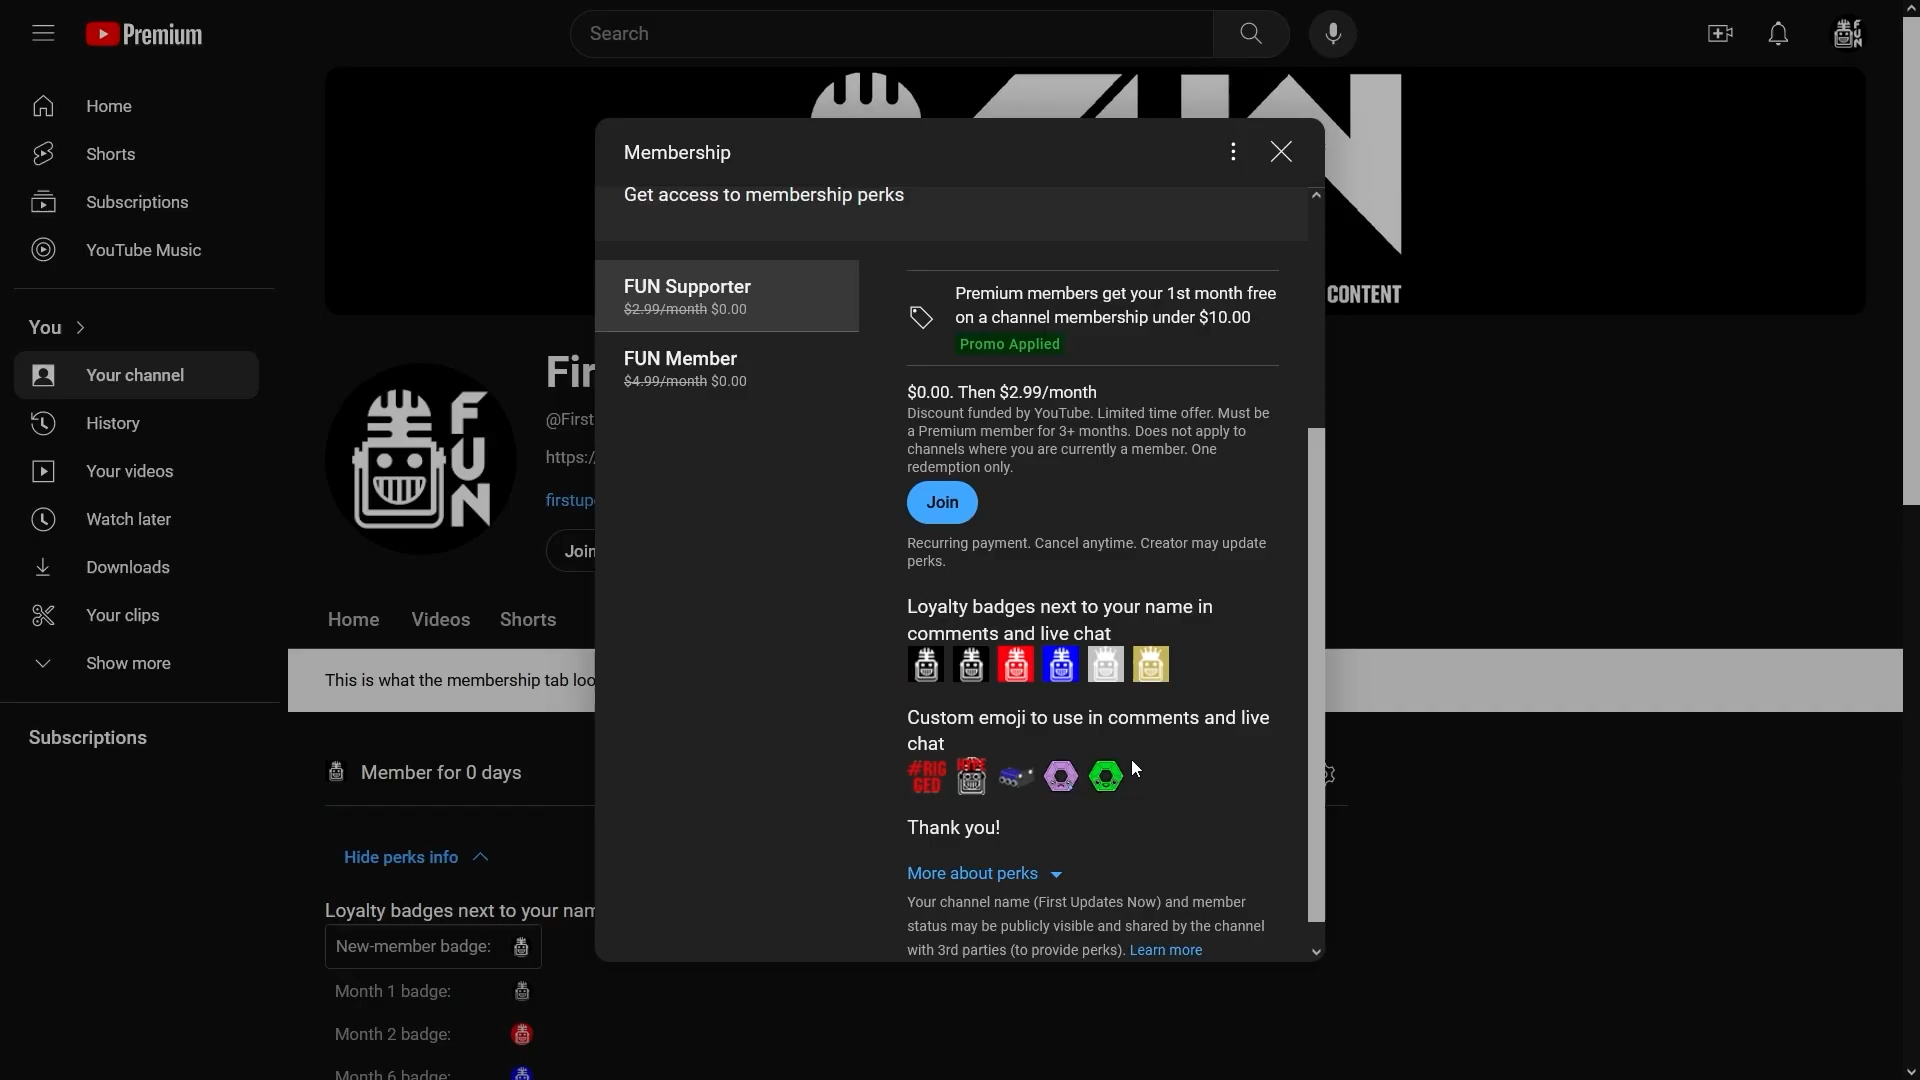 Premium
Search
FUN
Home
Shorts
Subscriptions
YouTube Music
You
Your channel
History
Your videos
Watch later
Downloads
Your clips
Show more
Subscriptions
CONTENT
FUN
Fir
@First
https:/
firstup
Join
Home Videos Shorts
This is what the membership tab loo
Member for 0 days
Hide perks info
Loyalty badges next to your nam
New-member badge:
Month 1 badge:
Month 2 badge:
Month 6 badge:
Membership
Get access to membership perks
FUN Supporter
$2.99/month $0.00
FUN Member
$4.99/month $0.00
Premium members get your 1st month free
on a channel membership under $10.00
Promo Applied
$0.00. Then $2.99/month
Discount funded by YouTube. Limited time offer. Must be
a Premium member for 3+ months. Does not apply to
channels where you are currently a member. One
redemption only.
Join
Recurring payment. Cancel anytime. Creator may update
perks.
Loyalty badges next to your name in
comments and live chat
Custom emoji to use in comments and live
chat
#RIG
GED
HYPE
Thank you!
More about perks
Your channel name (First Updates Now) and member
status may be publicly visible and shared by the channel
with 3rd parties (to provide perks). Learn more